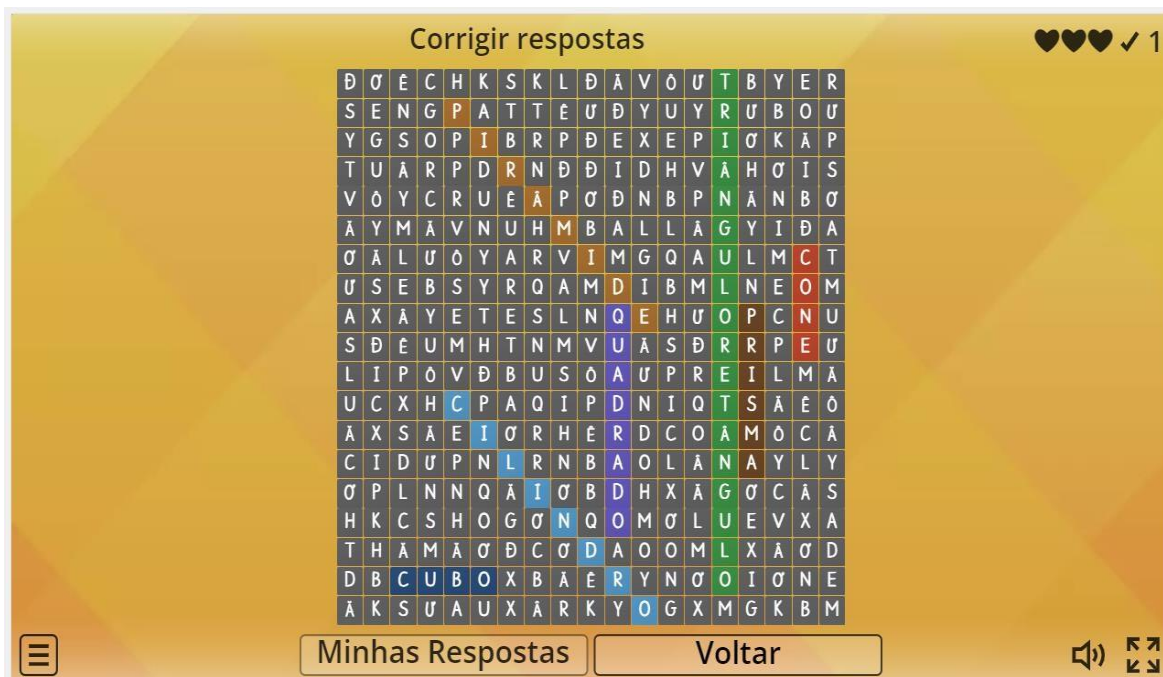 Corrigir respostas
✓ 1
Đ Ơ Ê C H K S K L Đ Ă V Ô Ư T B Y E R
S E N G P A T T Ê Ư Đ Y U Y R Ư B O Ư
Y G S O P I B R P Đ E X E P I Ơ K Ă P
T U Â R P D R N Đ Đ I D H V Â H Ơ I S
V Ô Y C R U Ê Â P Ơ Đ N B P N Ă N B Ơ
Ă Y M Ă V N U H M B A L L Â G Y I Đ A
Ơ Ă L Ư Ô Y A R V I M G Q A U L M C T
Ư S E B S Y R Q A M D I B M L N E O M
A X Â Y E T E S L N Q E H Ư O P C N U
S Đ Ê U M H T N M V U Ă S Đ R R P E Ư
L I P Ô V Đ B U S Ô A Ư P R E I L M Ă
U C X H C P A Q I P D N I Q T S Ă Ê Ô
Ă X S Ă E I Ơ R H Ê R D C O Â M Ô C Â
C I D Ư P N L R N B A O L Â N A Y L Y
Ơ P L N N Q Ă I Ơ B D H X Ă G Ơ C Â S
H K C S H O G Ơ N Q O M Ơ L U E V X A
T H Ă M Ă Ơ Đ C Ơ D A O O M L X Â Ơ D
D B C U B O X B Ă Ê R Y N Ơ O I Ơ N E
Ă K S Ư A U X Â R K Y O G X M G K B M
Minhas Respostas
Voltar